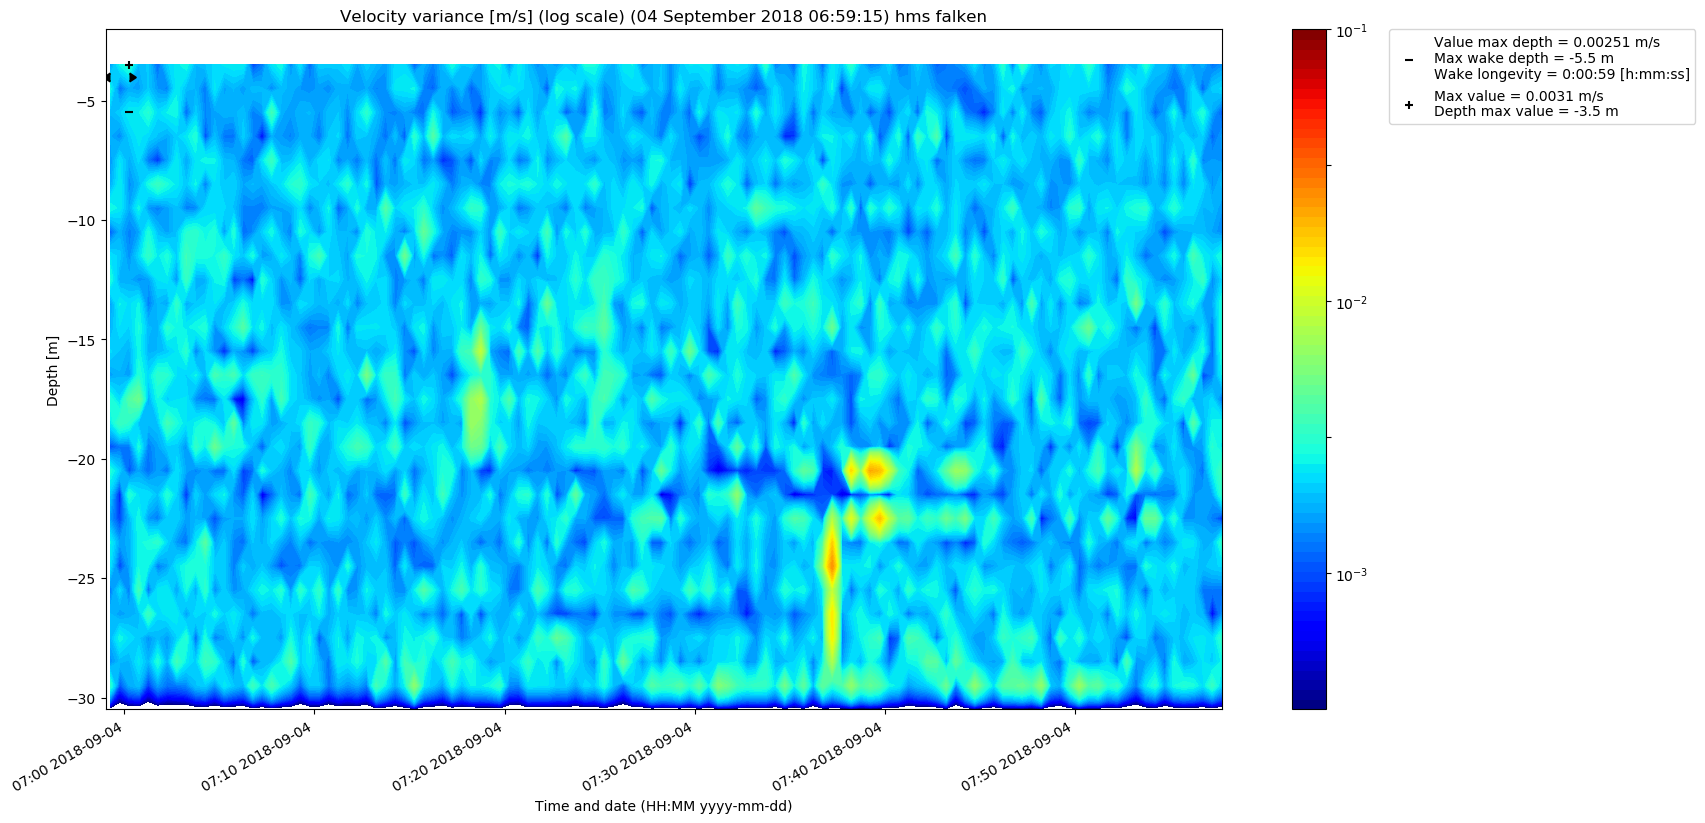 Velocity variance [m/s] (log scale) (04 September 2018 06:59:15) hms falken
Depth [m]
−5
−10
−15
−20
−25
−30
07:00 2018-09-04
07:10 2018-09-04
07:20 2018-09-04
07:30 2018-09-04
07:40 2018-09-04
07:50 2018-09-04
Time and date (HH:MM yyyy-mm-dd)
10⁻¹
10⁻²
10⁻³
Value max depth = 0.00251 m/s
Max wake depth = -5.5 m
Wake longevity = 0:00:59 [h:mm:ss]
Max value = 0.0031 m/s
Depth max value = -3.5 m